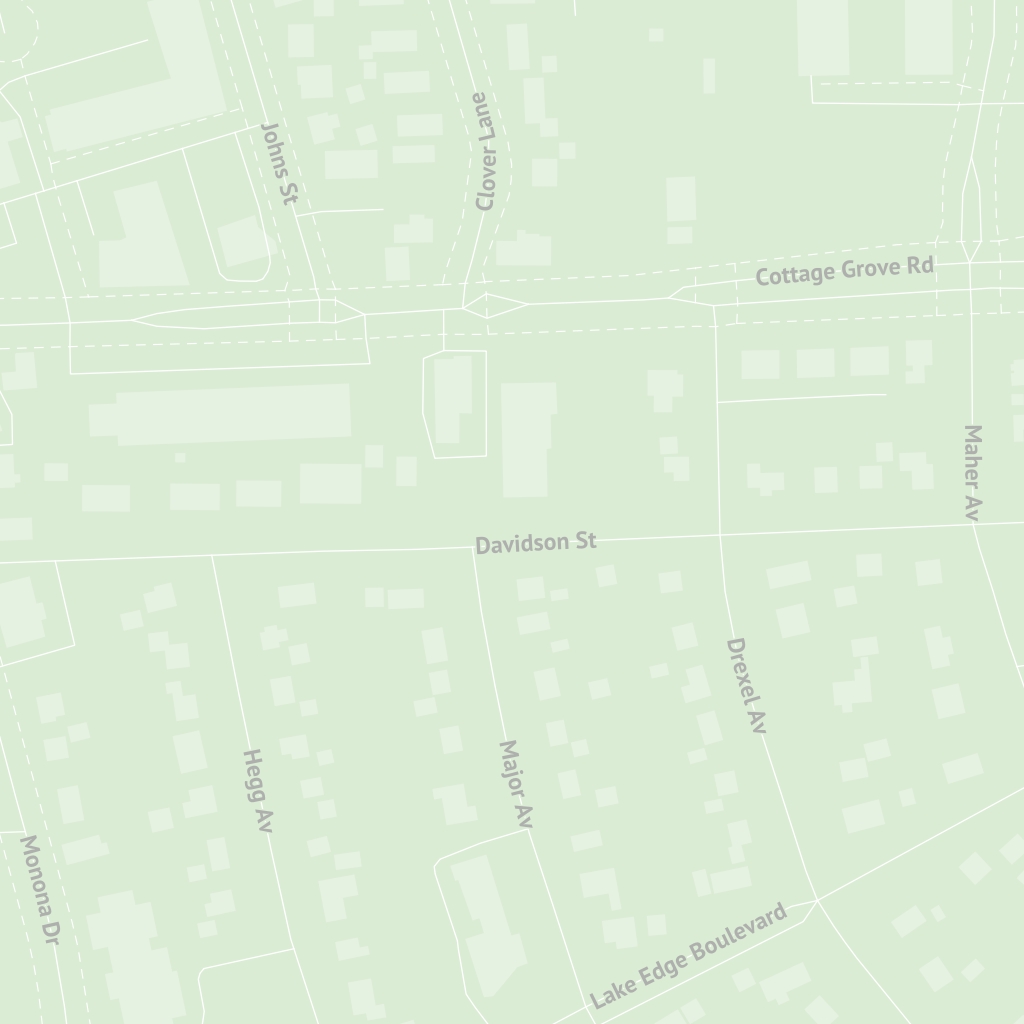 Johns St
Clover Lane
Cottage Grove Rd
Maher Av
Davidson St
Drexel Av
Hegg Av
Major Av
Monona Dr
Lake Edge Boulevard